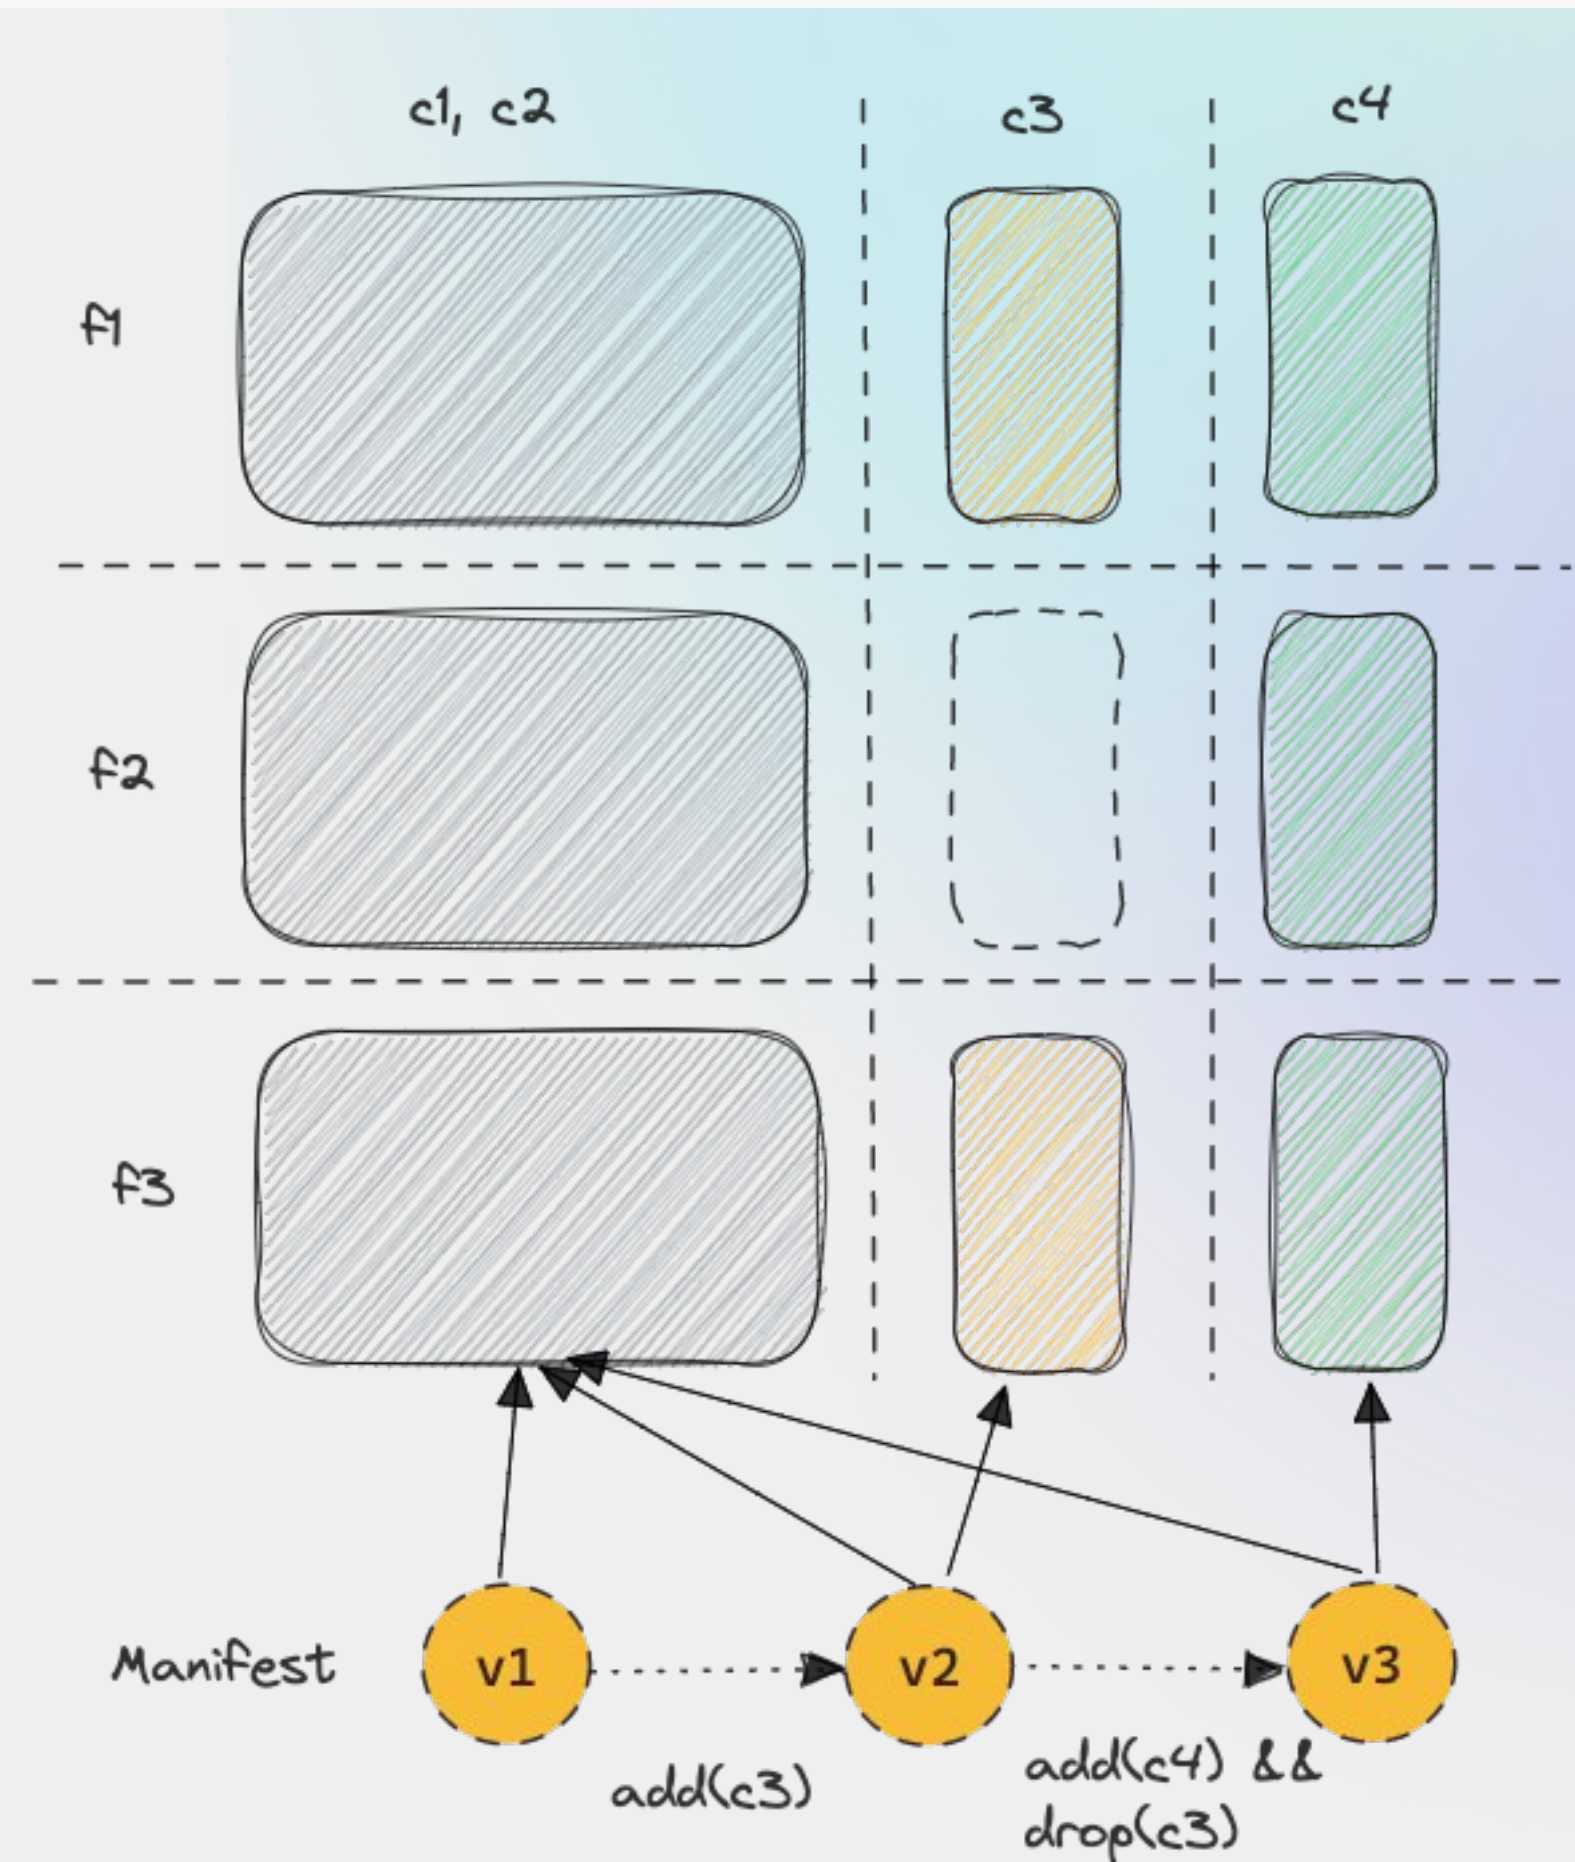 c1, c2
c3
c4
f1
f2
f3
Manifest
v1
v2
v3
add(c3)
add(c4) &&
drop(c3)